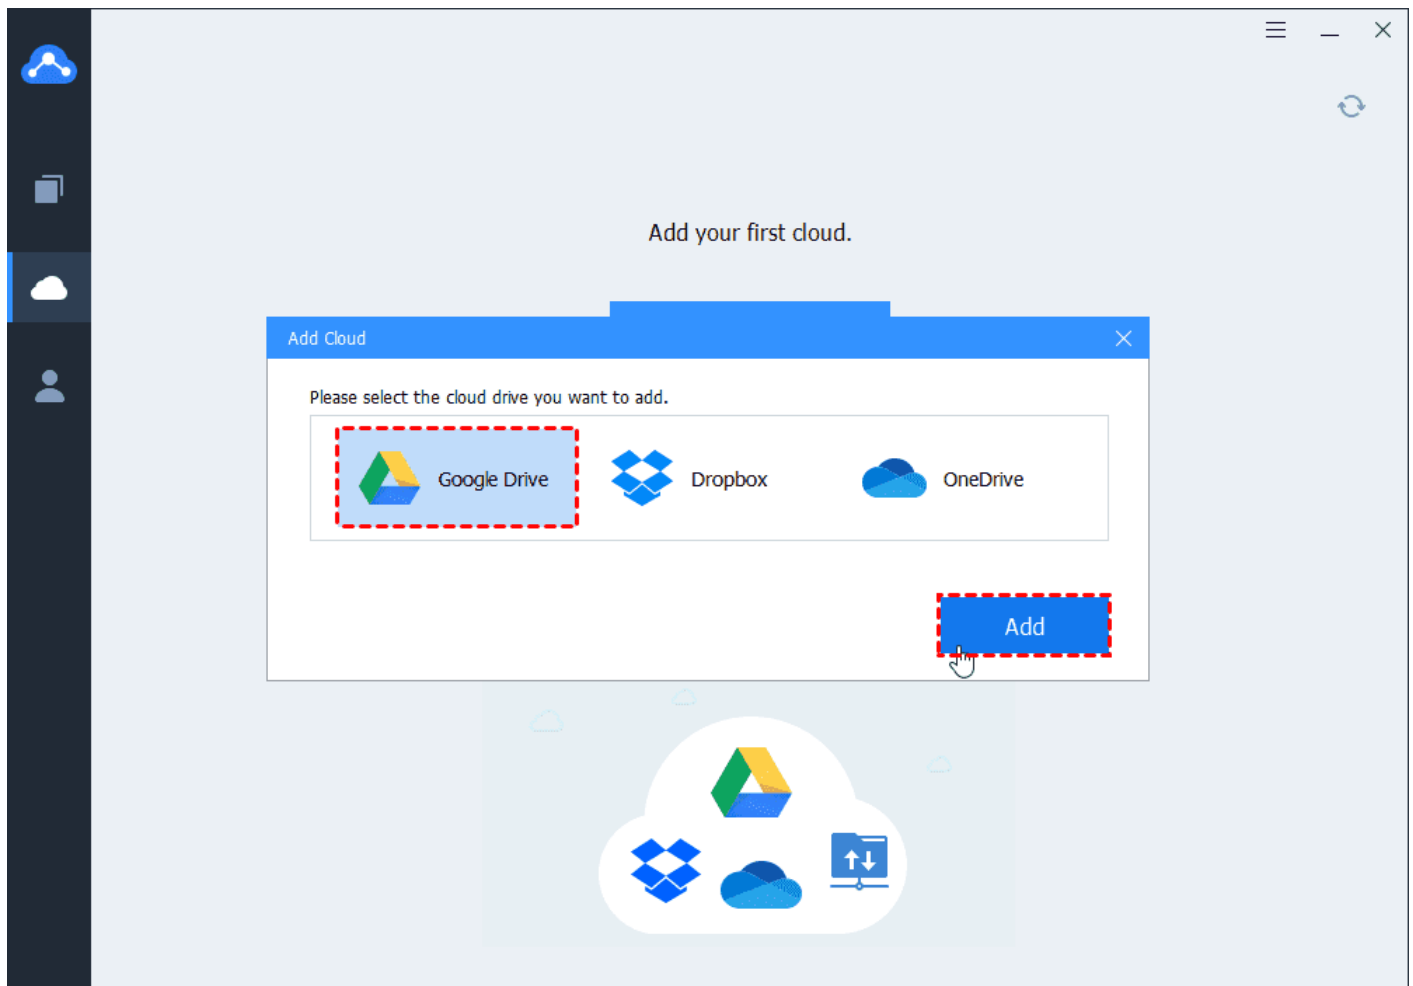 Add your first cloud.
Add Cloud
Please select the cloud drive you want to add.
Google Drive
Dropbox
OneDrive
Add